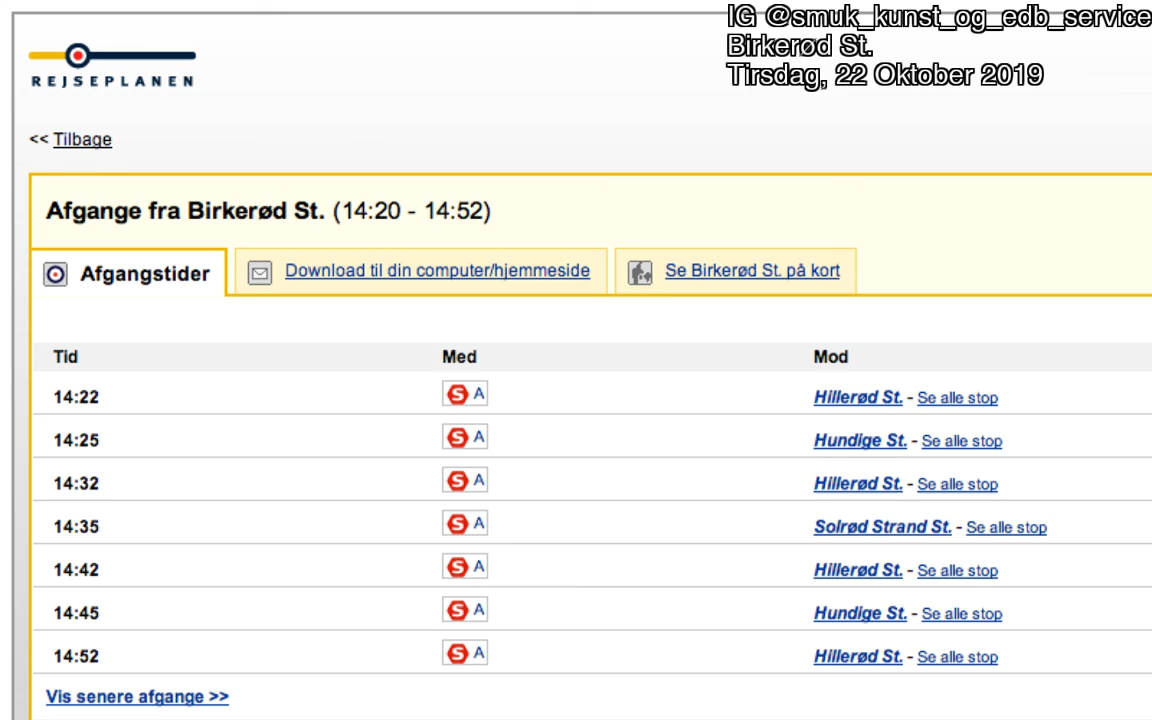 IG @smuk_kunst_og_edb_service
Birkerød St.
Tirsdag, 22 Oktober 2019
REJSEPLANEN
<< Tilbage
Afgange fra Birkerød St. (14:20 - 14:52)
Afgangstider Download til din computer/hjemmeside Se Birkerød St. på kort
Tid Med Mod
14:22 S A Hillerød St. - Se alle stop
14:25 S A Hundige St. - Se alle stop
14:32 S A Hillerød St. - Se alle stop
14:35 S A Solrød Strand St. - Se alle stop
14:42 S A Hillerød St. - Se alle stop
14:45 S A Hundige St. - Se alle stop
14:52 S A Hillerød St. - Se alle stop
Vis senere afgange >>